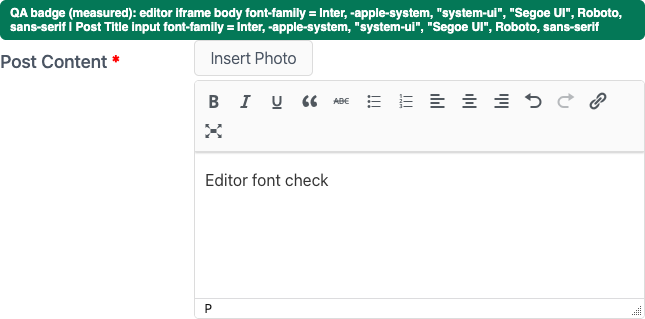 QA badge (measured): editor iframe body font-family = Inter, -apple-system, "system-ui", "Segoe UI", Roboto,
sans-serif | Post Title input font-family = Inter, -apple-system, "system-ui", "Segoe UI", Roboto, sans-serif
Post Content *
Insert Photo
B I U ABC
Editor font check
P